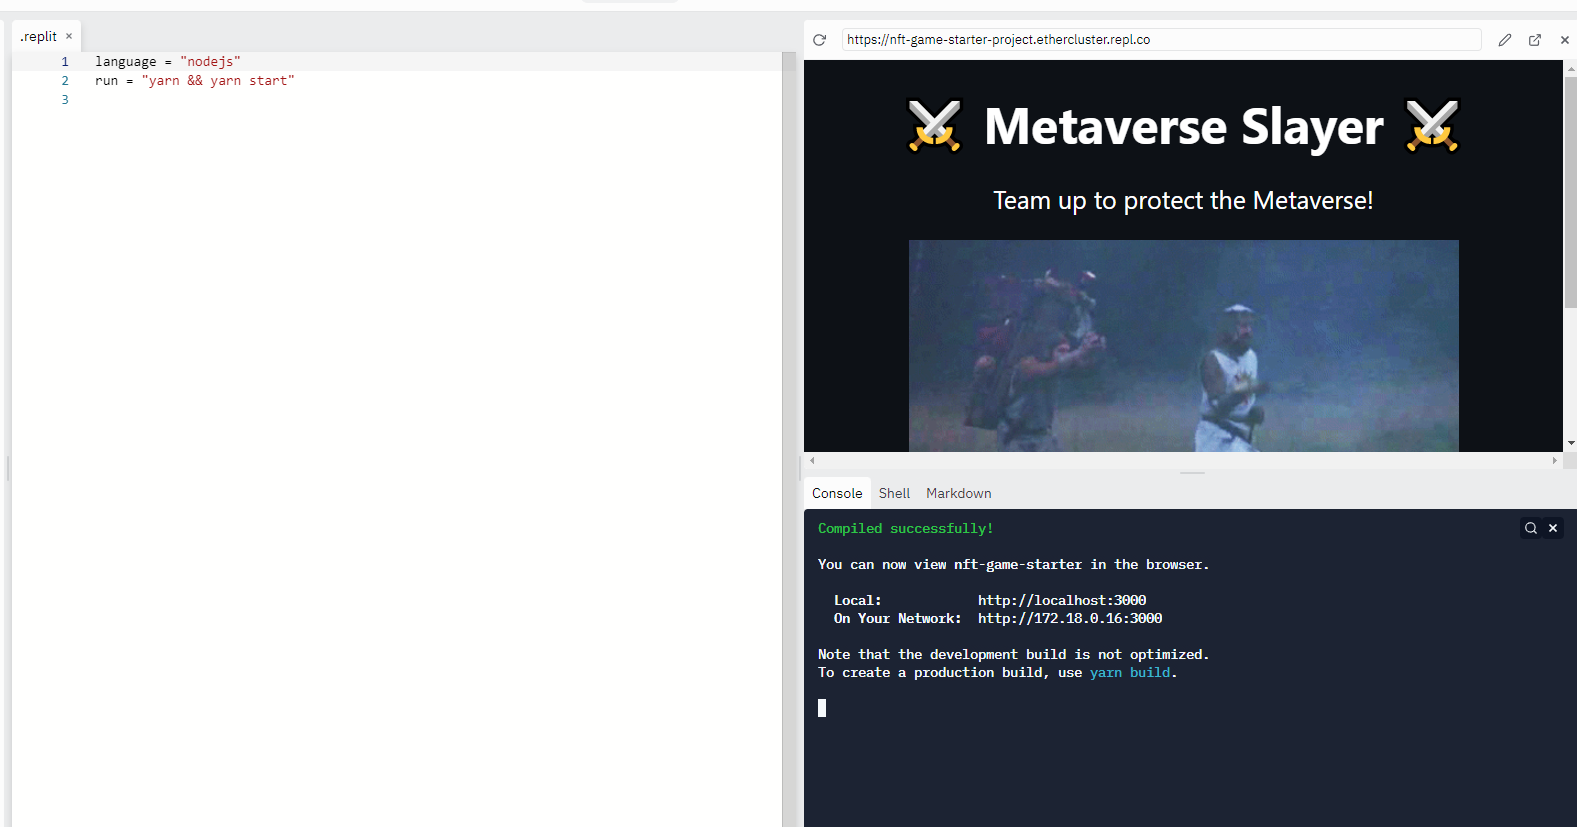 .replit ×
1 language = "nodejs"
2 run = "yarn && yarn start"
3
https://nft-game-starter-project.ethercluster.repl.co
⚔️ Metaverse Slayer ⚔️
Team up to protect the Metaverse!
Console Shell Markdown
Compiled successfully!
You can now view nft-game-starter in the browser.
Local: http://localhost:3000
On Your Network: http://172.18.0.16:3000
Note that the development build is not optimized.
To create a production build, use yarn build.